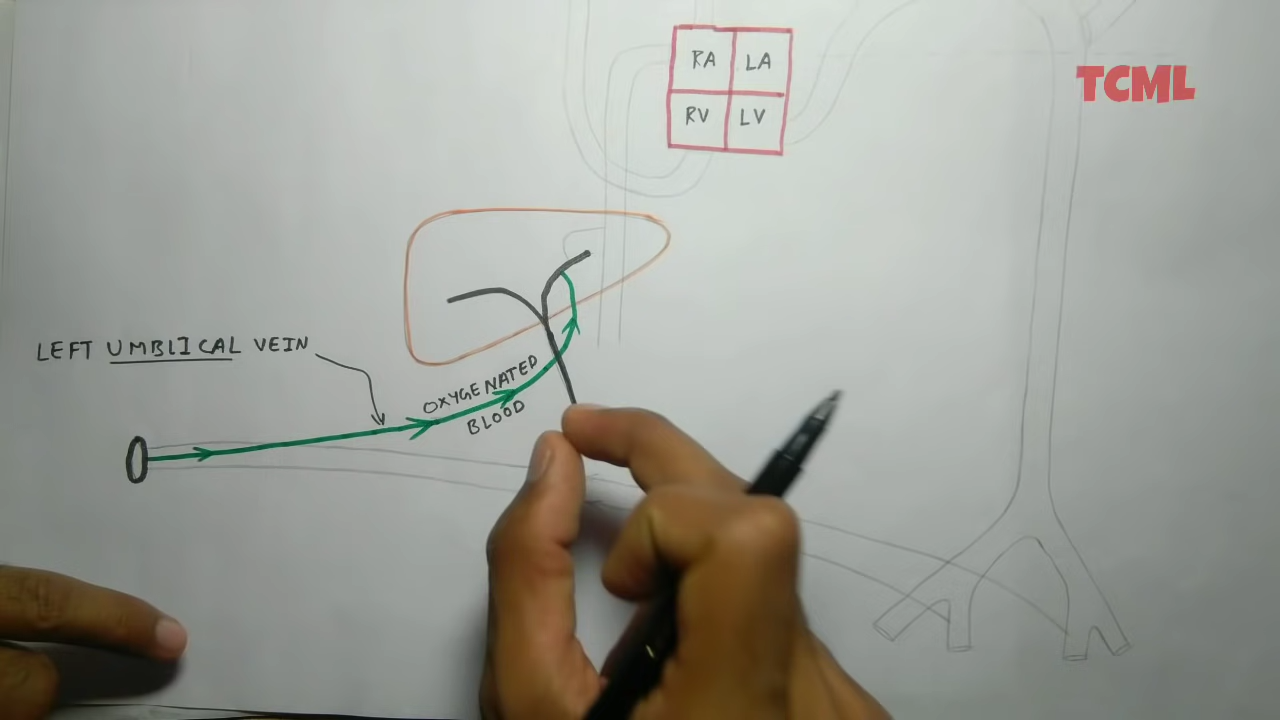 TCML
RA LA
RV LV
LEFT UMBLICAL VEIN
OXYGENATED
BLOOD